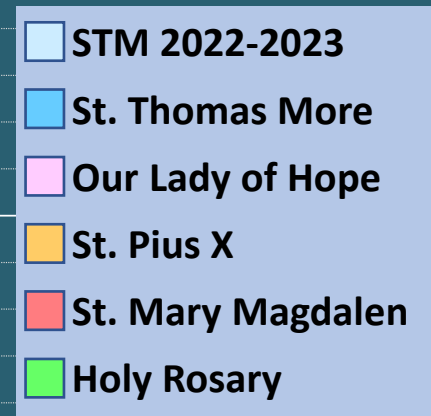 STM 2022-2023
St. Thomas More
Our Lady of Hope
St. Pius X
St. Mary Magdalen
Holy Rosary